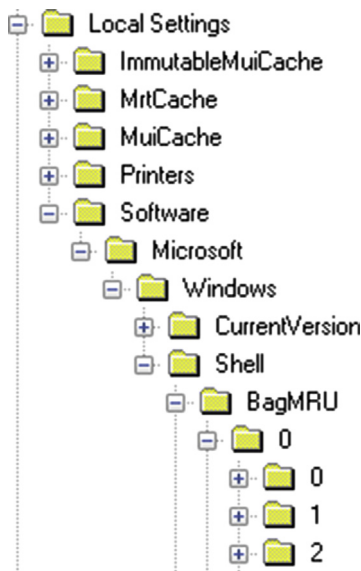 Local Settings
ImmutableMuiCache
MrtCache
MuiCache
Printers
Software
Microsoft
Windows
CurrentVersion
Shell
BagMRU
0
0
1
2